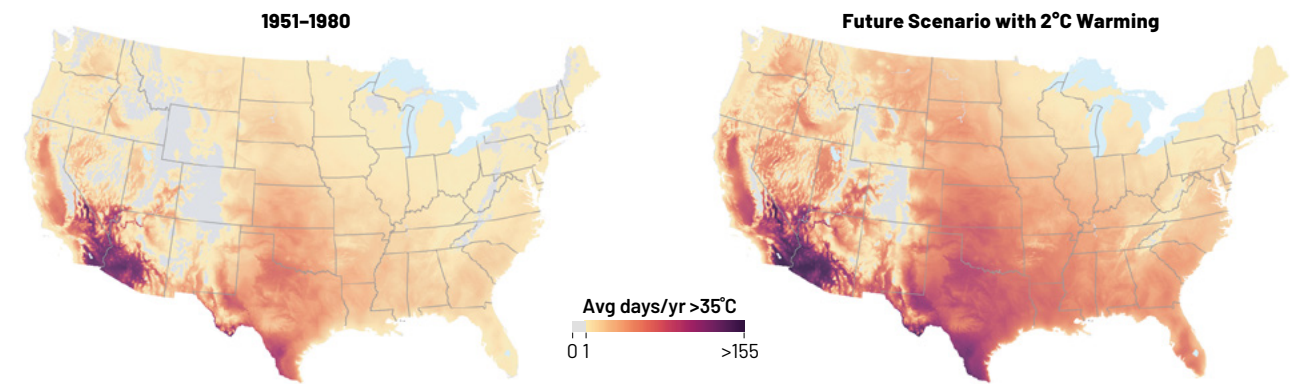 1951–1980
Future Scenario with 2°C Warming
Avg days/yr >35°C
0 1
>155